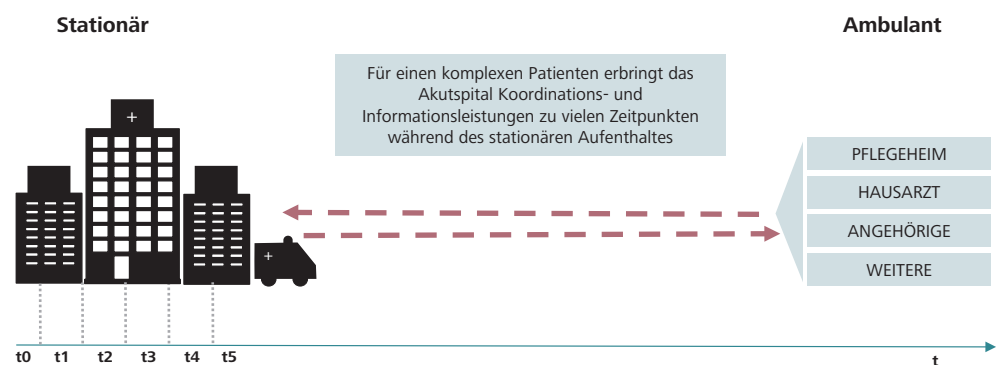 Stationär
Ambulant
Für einen komplexen Patienten erbringt das
Akutspital Koordinations- und
Informationsleistungen zu vielen Zeitpunkten
während des stationären Aufenthaltes
PFLEGEHEIM
HAUSARZT
ANGEHÖRIGE
WEITERE
t0 t1 t2 t3 t4 t5 t